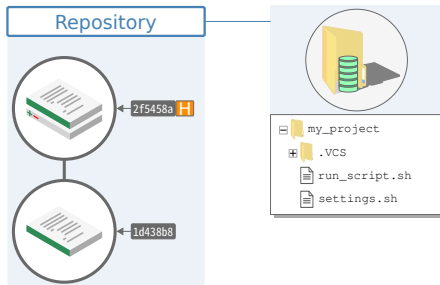 Repository
2f5458a H
1d438b8
my_project
.VCS
run_script.sh
settings.sh